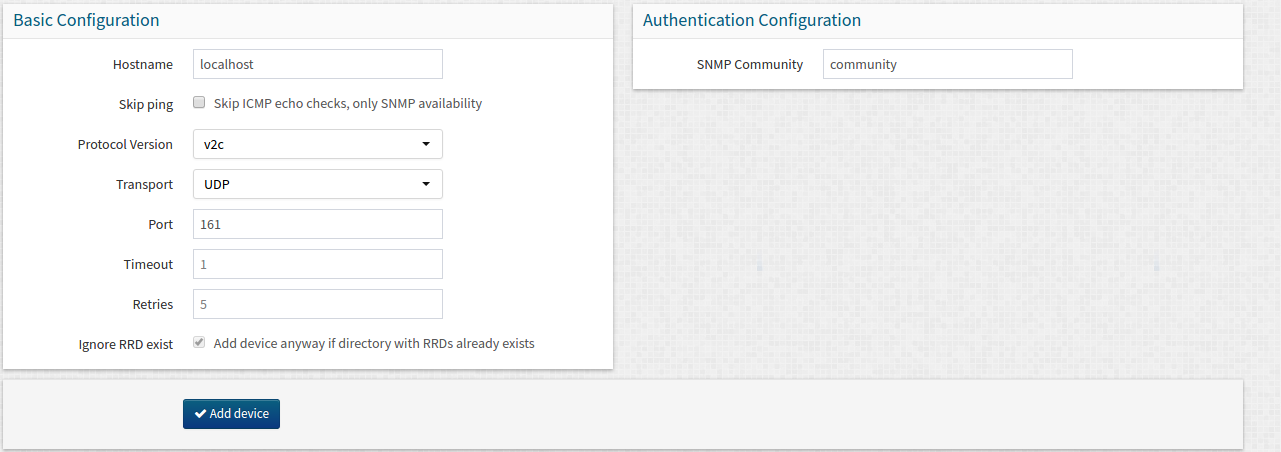 Basic Configuration
Hostname localhost
Skip ping Skip ICMP echo checks, only SNMP availability
Protocol Version v2c
Transport UDP
Port 161
Timeout 1
Retries 5
Ignore RRD exist Add device anyway if directory with RRDs already exists
Authentication Configuration
SNMP Community community
Add device